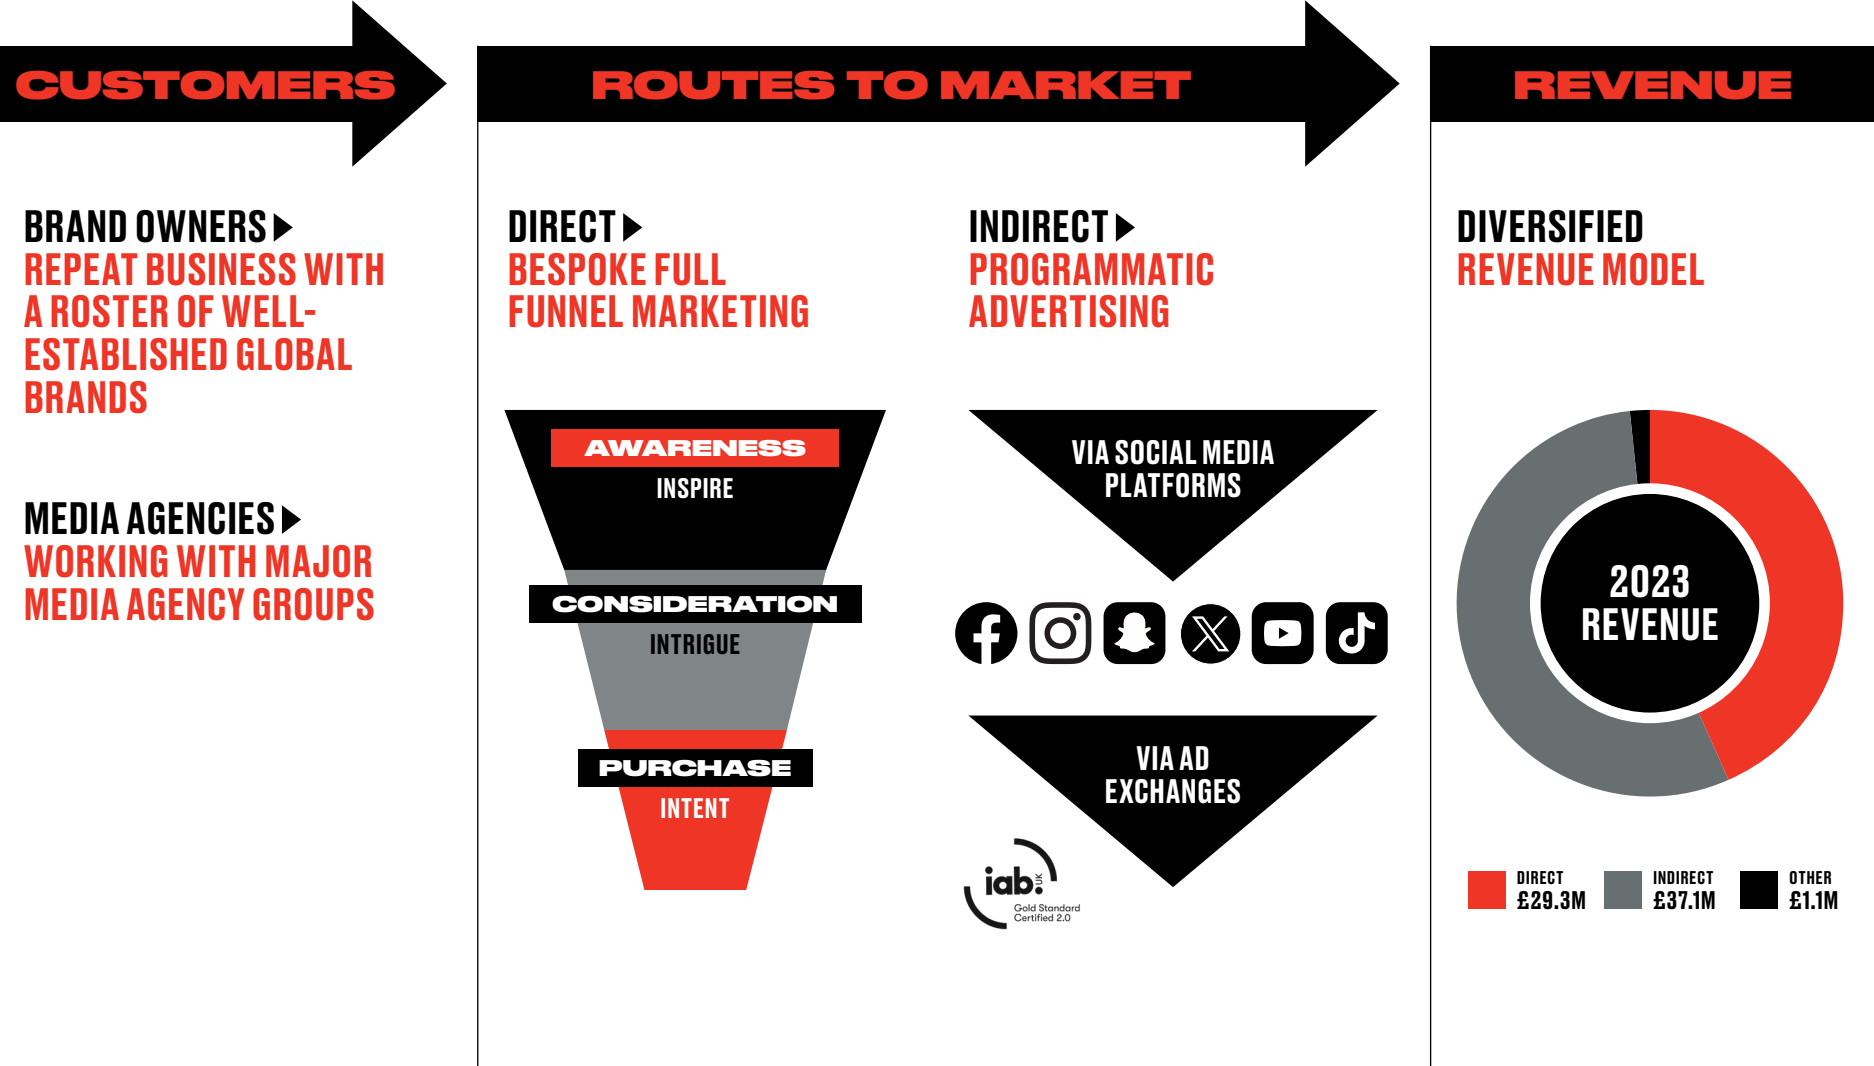 CUSTOMERS
BRAND OWNERS
REPEAT BUSINESS WITH
A ROSTER OF WELL-
ESTABLISHED GLOBAL
BRANDS
MEDIA AGENCIES
WORKING WITH MAJOR
MEDIA AGENCY GROUPS
ROUTES TO MARKET
DIRECT
BESPOKE FULL
FUNNEL MARKETING
AWARENESS
INSPIRE
CONSIDERATION
INTRIGUE
PURCHASE
INTENT
INDIRECT
PROGRAMMATIC
ADVERTISING
VIA SOCIAL MEDIA
PLATFORMS
VIA AD
EXCHANGES
iab.
UK
Gold Standard
Certified 2.0
REVENUE
DIVERSIFIED
REVENUE MODEL
2023
REVENUE
DIRECT
£29.3M
INDIRECT
£37.1M
OTHER
£1.1M